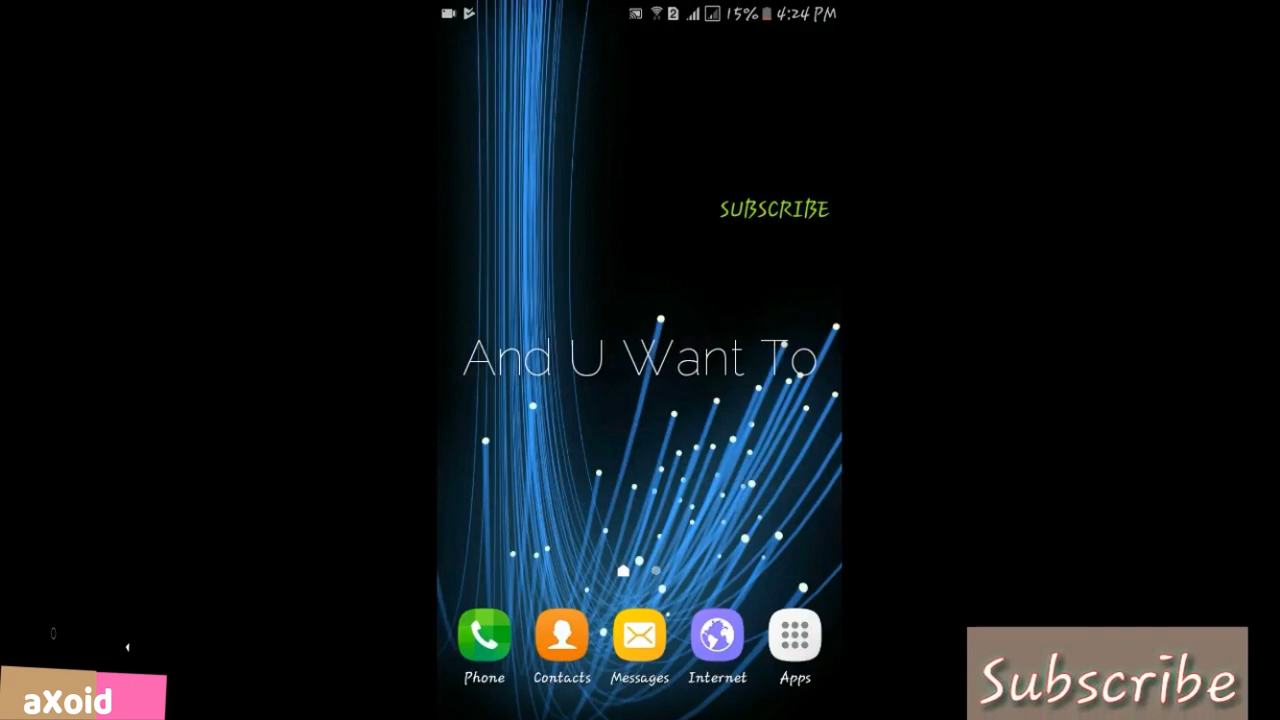 15% 4:24 PM
SUBSCRIBE
And U Want To
Phone Contacts Messages Internet Apps
aXoid
Subscribe